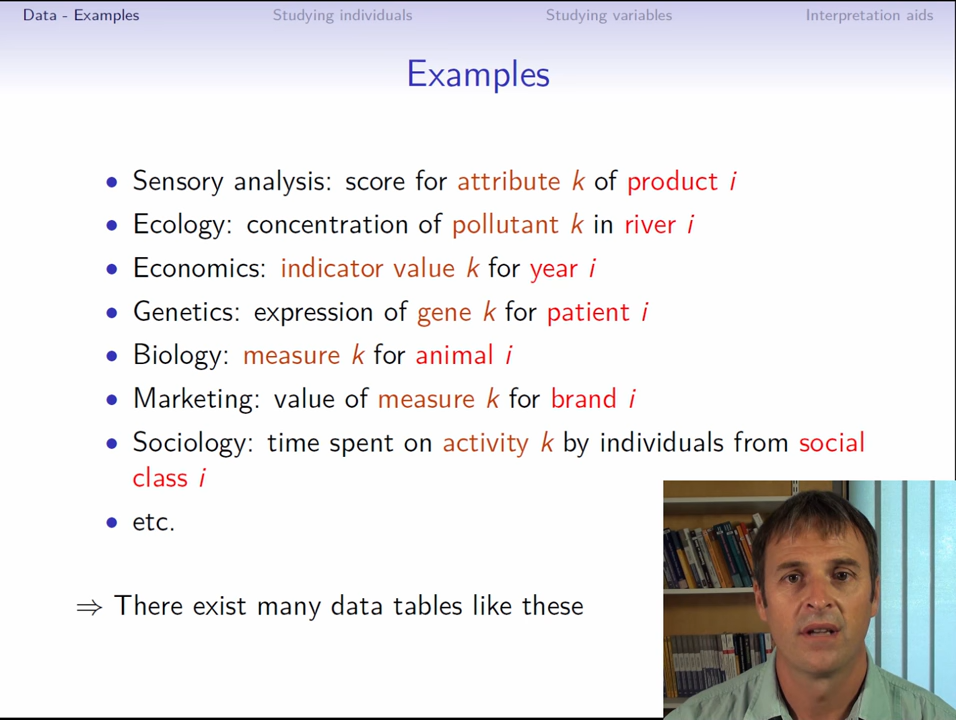 Data - Examples Studying individuals Studying variables Interpretation aids
Examples
• Sensory analysis: score for attribute k of product i
• Ecology: concentration of pollutant k in river i
• Economics: indicator value k for year i
• Genetics: expression of gene k for patient i
• Biology: measure k for animal i
• Marketing: value of measure k for brand i
• Sociology: time spent on activity k by individuals from social
class i
• etc.
⇒ There exist many data tables like these